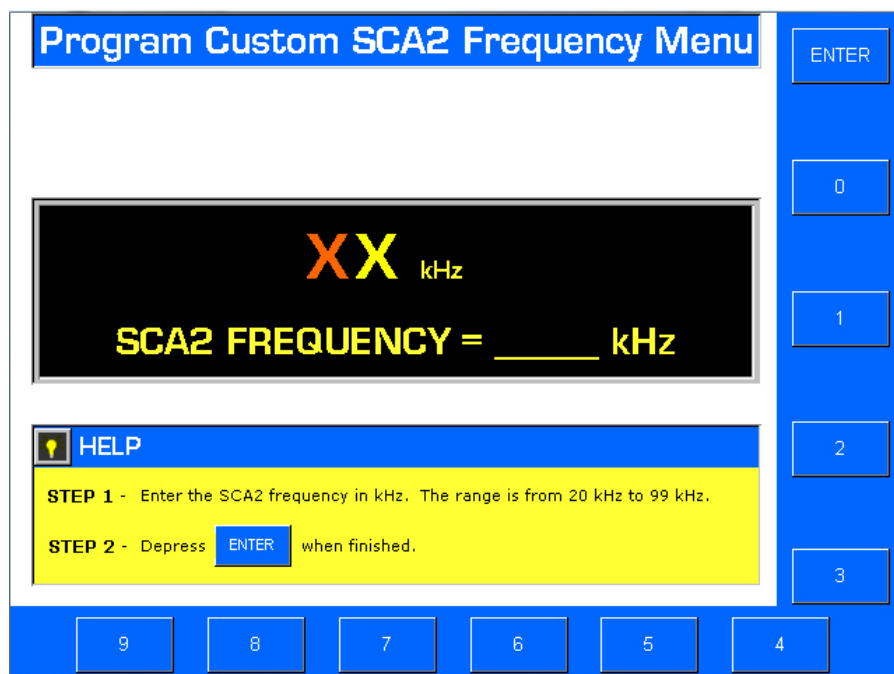 Program Custom SCA2 Frequency Menu
ENTER
0
XX kHz
1
SCA2 FREQUENCY = _____ kHz
HELP
2
STEP 1 - Enter the SCA2 frequency in kHz. The range is from 20 kHz to 99 kHz.
STEP 2 - Depress ENTER when finished.
3
9 8 7 6 5 4